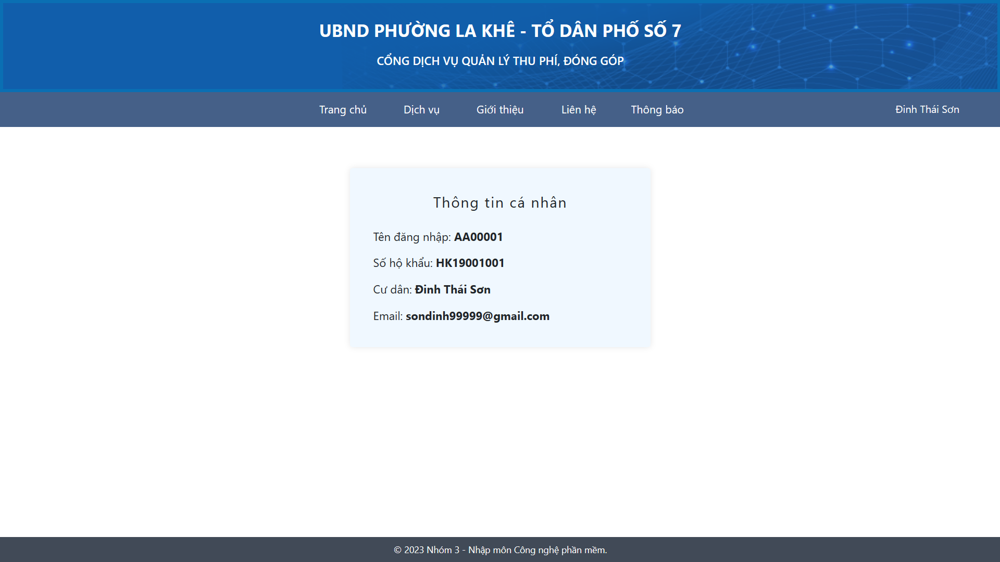 UBND PHƯỜNG LA KHÊ - TỔ DÂN PHỐ SỐ 7
CỔNG DỊCH VỤ QUẢN LÝ THU PHÍ, ĐÓNG GÓP
Trang chủ Dịch vụ Giới thiệu Liên hệ Thông báo Đinh Thái Sơn
Thông tin cá nhân
Tên đăng nhập: AA00001
Số hộ khẩu: HK19001001
Cư dân: Đinh Thái Sơn
Email: sondinh99999@gmail.com
© 2023 Nhóm 3 - Nhập môn Công nghệ phần mềm.